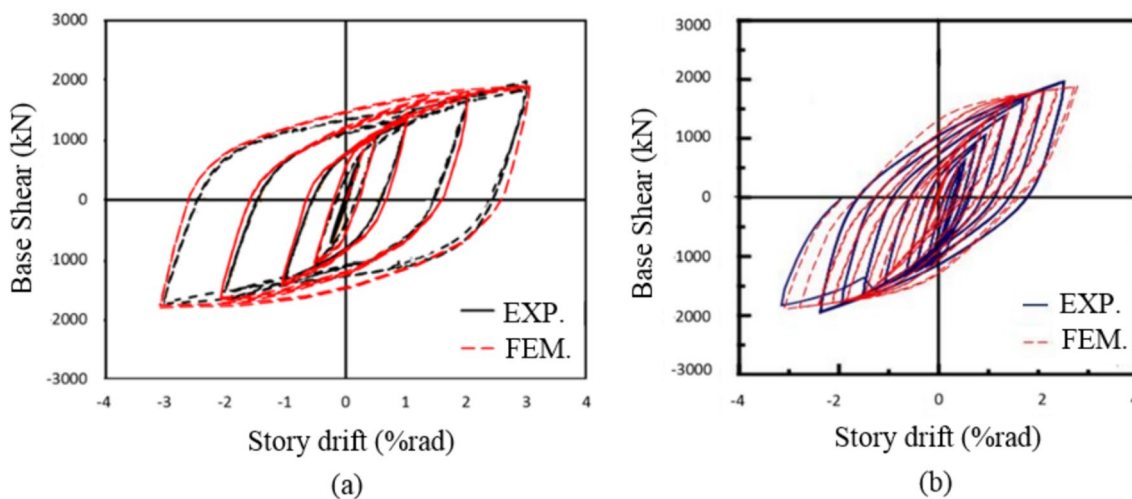 3000
2000
1000
0
1000
2000
-3000
Base Shear (kN)
-4 -3 -2 -1 0 1 2 3 4
Story drift (%rad)
EXP.
FEM.
(a)
3000
2000
1000
0
1000
2000
-3000
Base Shear (kN)
-4 -2 0 2 4
Story drift (%rad)
EXP.
FEM.
(b)